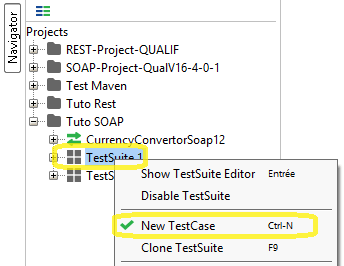 Navigator
Projects
REST-Project-QUALIF
SOAP-Project-QualV16-4-0-1
Test Maven
Tuto Rest
Tuto SOAP
CurrencyConvertorSoap12
TestSuite 1
TestS
Show TestSuite Editor Entrée
Disable TestSuite
New TestCase Ctrl-N
Clone TestSuite F9